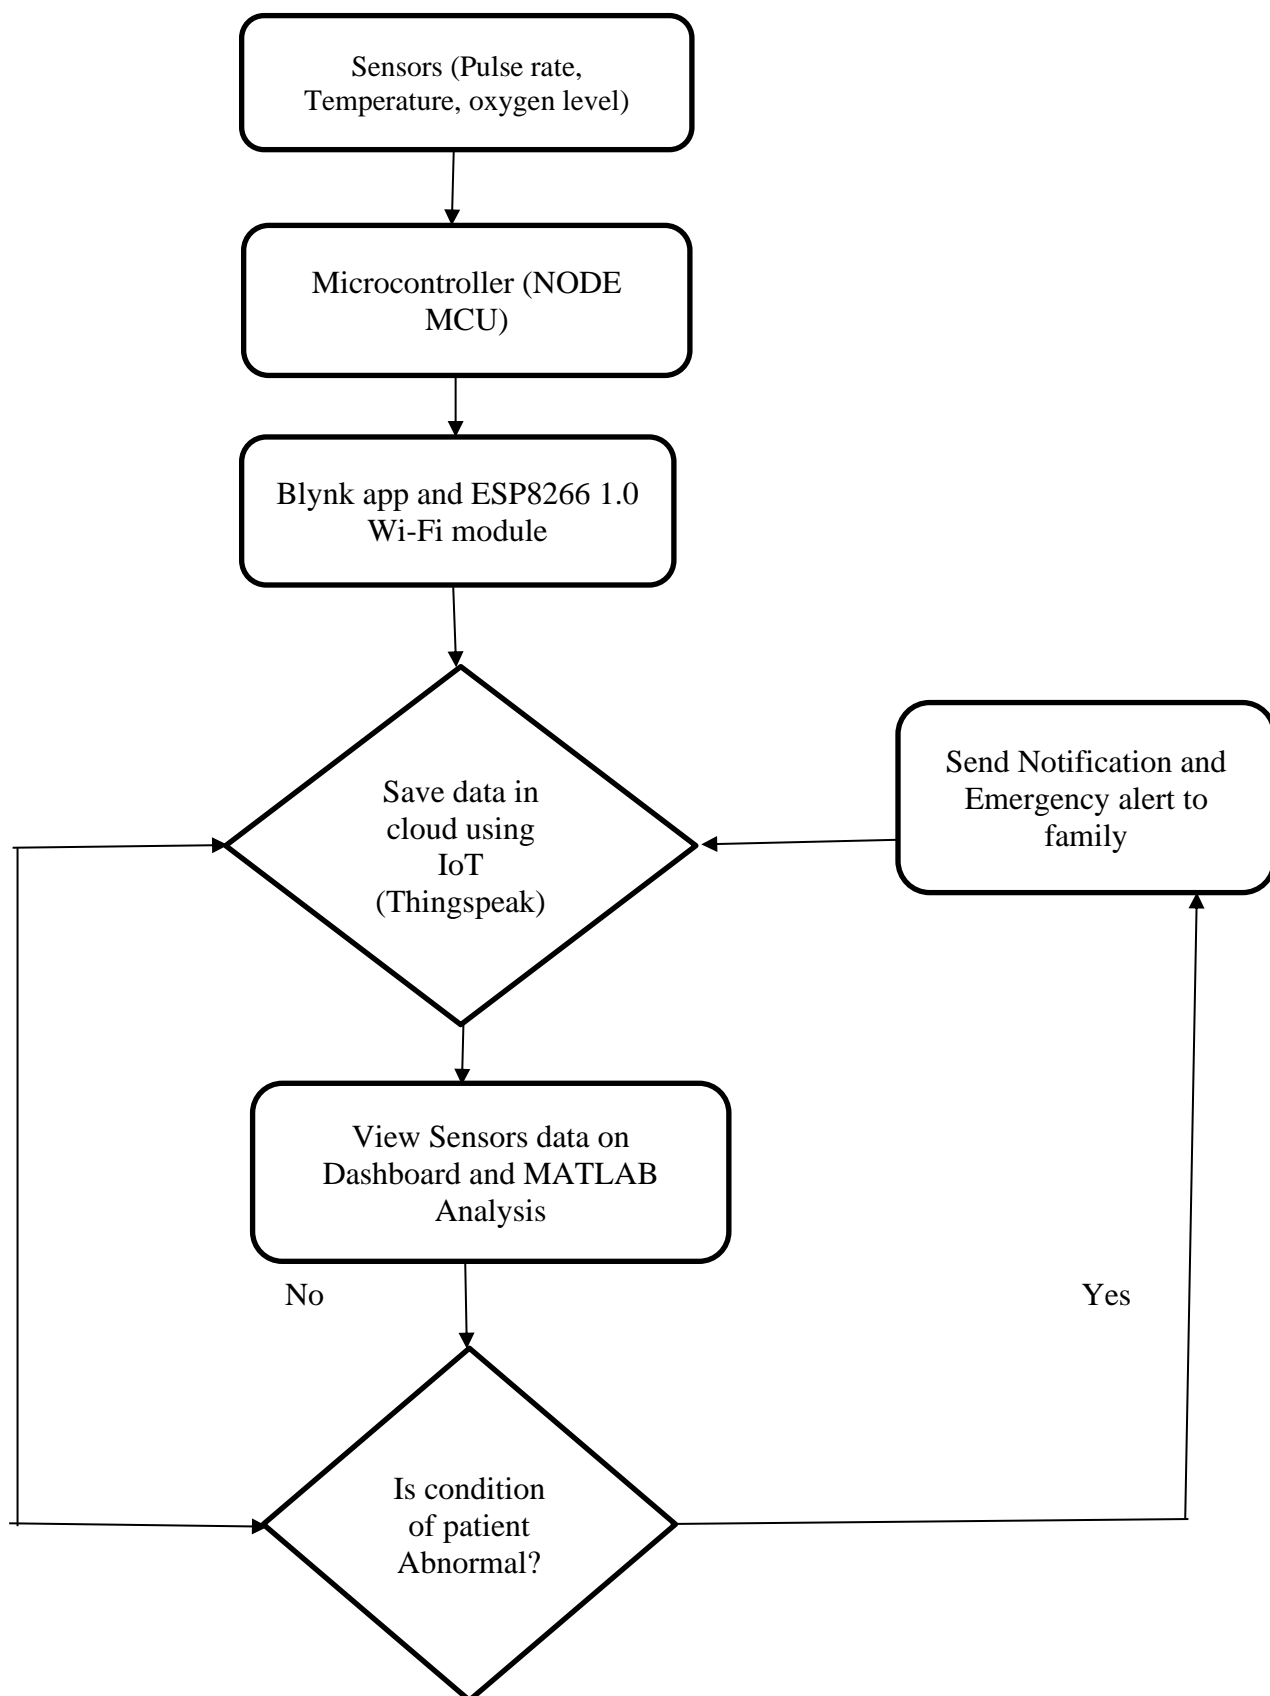 Sensors (Pulse rate,
Temperature, oxygen level)
Microcontroller (NODE
MCU)
Blynk app and ESP8266 1.0
Wi-Fi module
Save data in
cloud using
IoT
(Thingspeak)
Send Notification and
Emergency alert to
family
View Sensors data on
Dashboard and MATLAB
Analysis
No
Yes
Is condition
of patient
Abnormal?